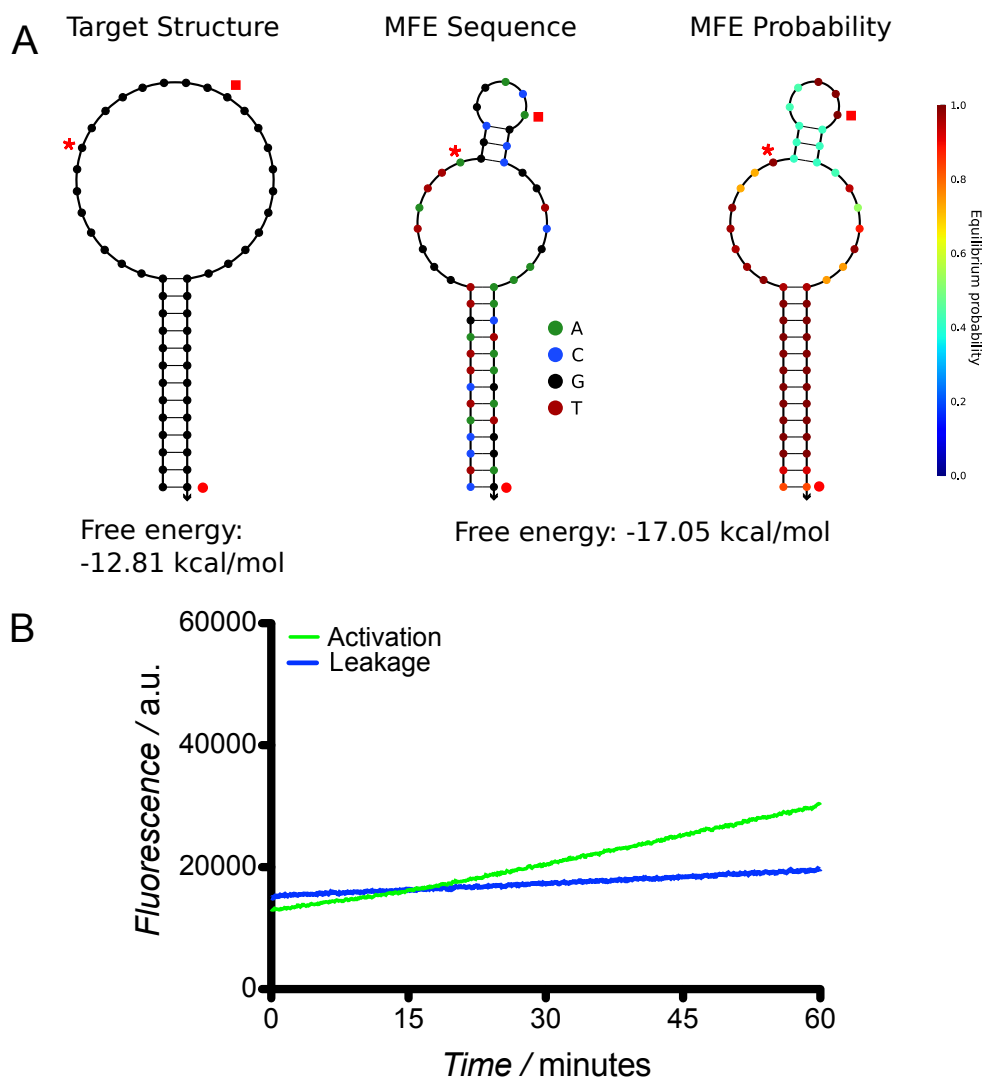 A
Target Structure
MFE Sequence
MFE Probability
*
*
*
A
C
G
T
1.0
0.8
0.6
0.4
0.2
0.0
Equilibrium probability
Free energy:
-12.81 kcal/mol
Free energy: -17.05 kcal/mol
B
Activation
Leakage
60000
40000
20000
0
Fluorescence / a.u.
0
15
30
45
60
Time / minutes